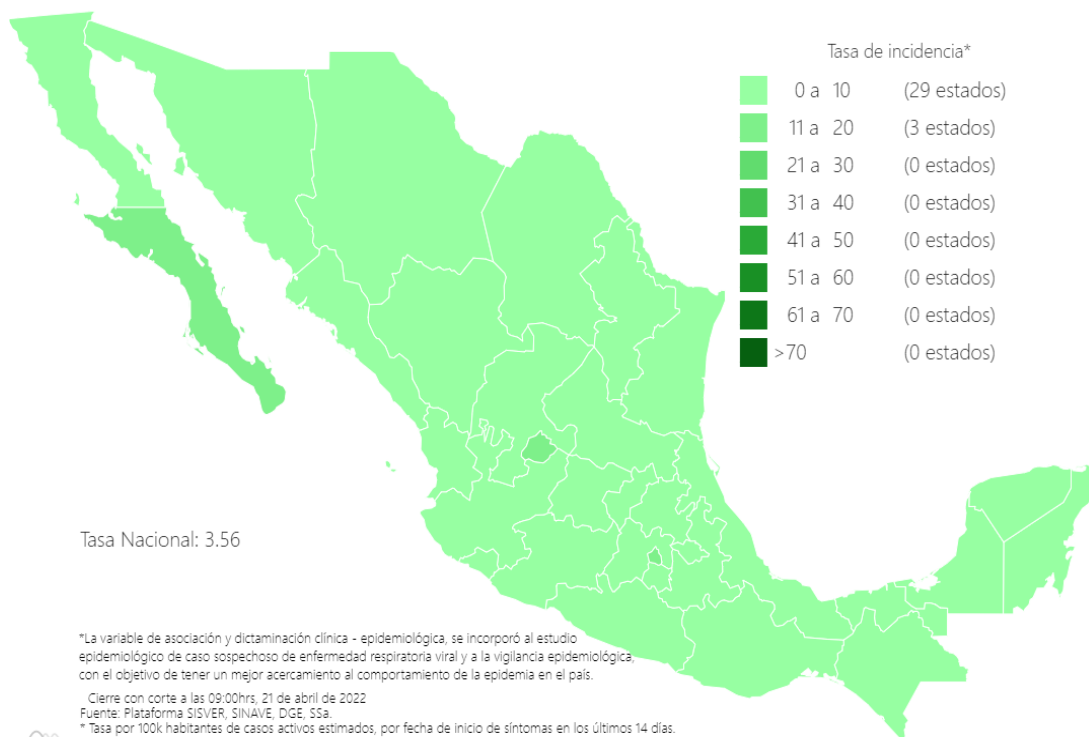 Tasa de incidencia*
0 a 10 (29 estados)
11 a 20 (3 estados)
21 a 30 (0 estados)
31 a 40 (0 estados)
41 a 50 (0 estados)
51 a 60 (0 estados)
61 a 70 (0 estados)
>70 (0 estados)
Tasa Nacional: 3.56
*La variable de asociación y dictaminación clínica - epidemiológica, se incorporó al estudio
epidemiológico de caso sospechoso de enfermedad respiratoria viral y a la vigilancia epidemiológica,
con el objetivo de tener un mejor acercamiento al comportamiento de la epidemia en el país.
Cierre con corte a las 09:00hrs, 21 de abril de 2022
Fuente: Plataforma SISVER, SINAVE, DGE, SSa.
* Tasa por 100k habitantes de casos activos estimados, por fecha de inicio de síntomas en los últimos 14 días.